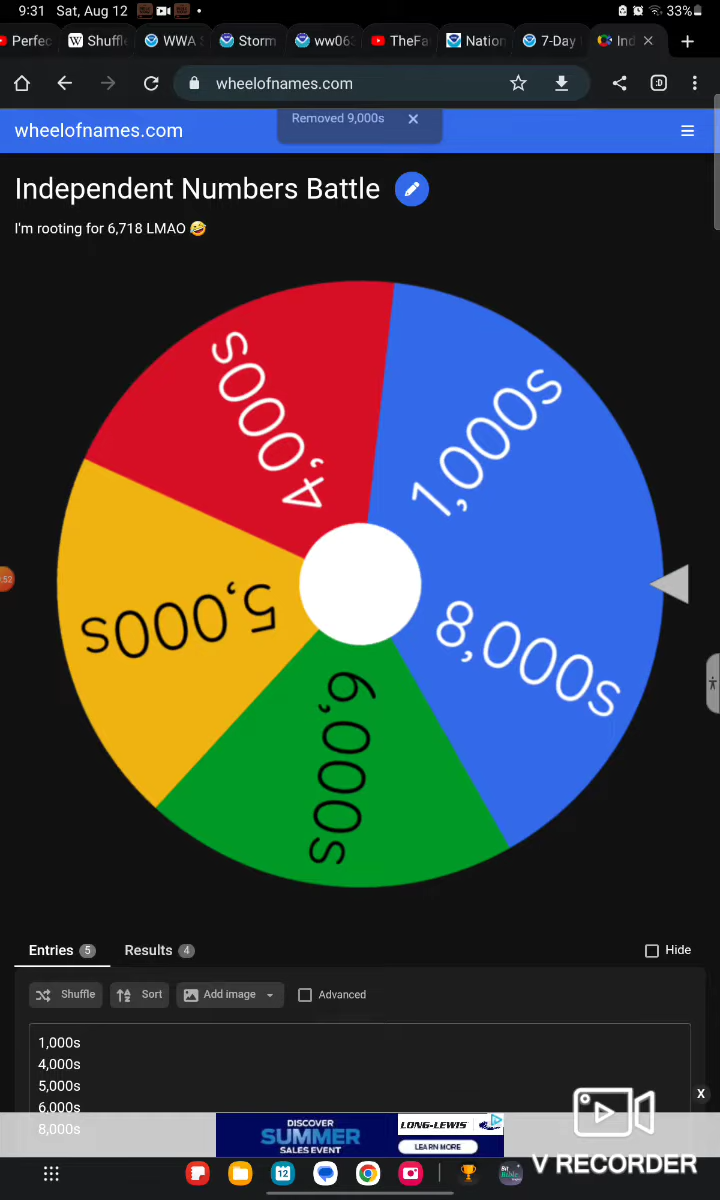 9:31 Sat, Aug 12 33%
Perfec Shuffl WWA Storm ww063 TheFa Nation 7-Day Ind
wheelofnames.com
Removed 9,000s
wheelofnames.com
Independent Numbers Battle
I'm rooting for 6,718 LMAO 🤣
4,000s
1,000s
5,000s
8,000s
6,000s
:52
Entries 5 Results 4 Hide
Shuffle Sort Add image Advanced
1,000s
4,000s
5,000s
6,000s
8,000s
X
DISCOVER
SUMMER
SALES EVENT
LONG-LEWIS
LEARN MORE
12
V RECORDER